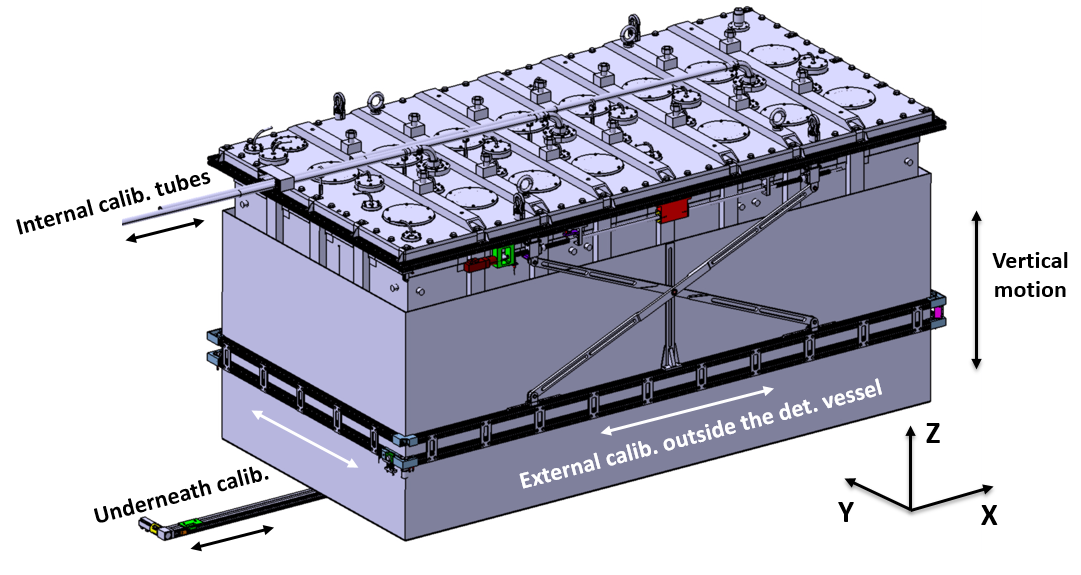 Internal calib. tubes
Vertical
motion
External calib. outside the det. vessel
Underneath calib.
Z
Y
X